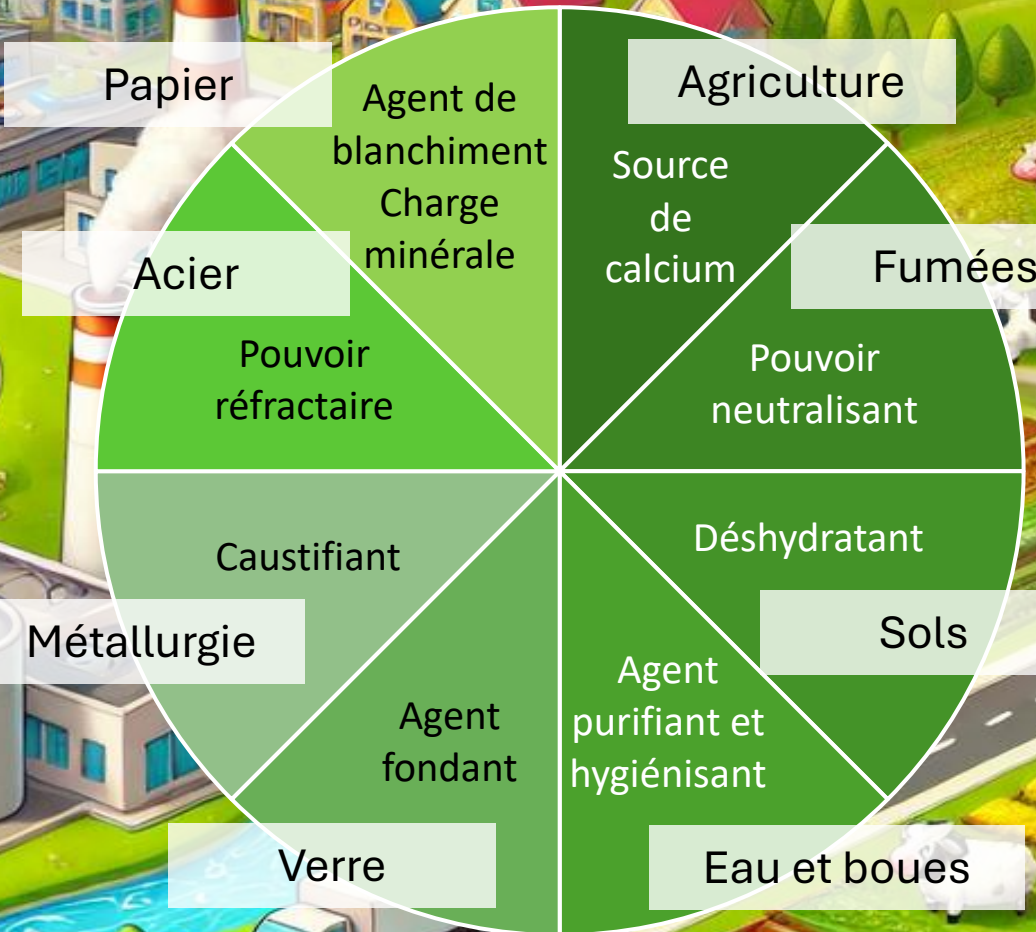 Papier
Agent de
blanchiment
Charge
minérale
Agriculture
Source
de
calcium
Acier
Pouvoir
réfractaire
Fumées
Pouvoir
neutralisant
Caustifiant
Métallurgie
Déshydratant
Sols
Agent
fondant
Verre
Agent
purifiant et
hygiénisant
Eau et boues